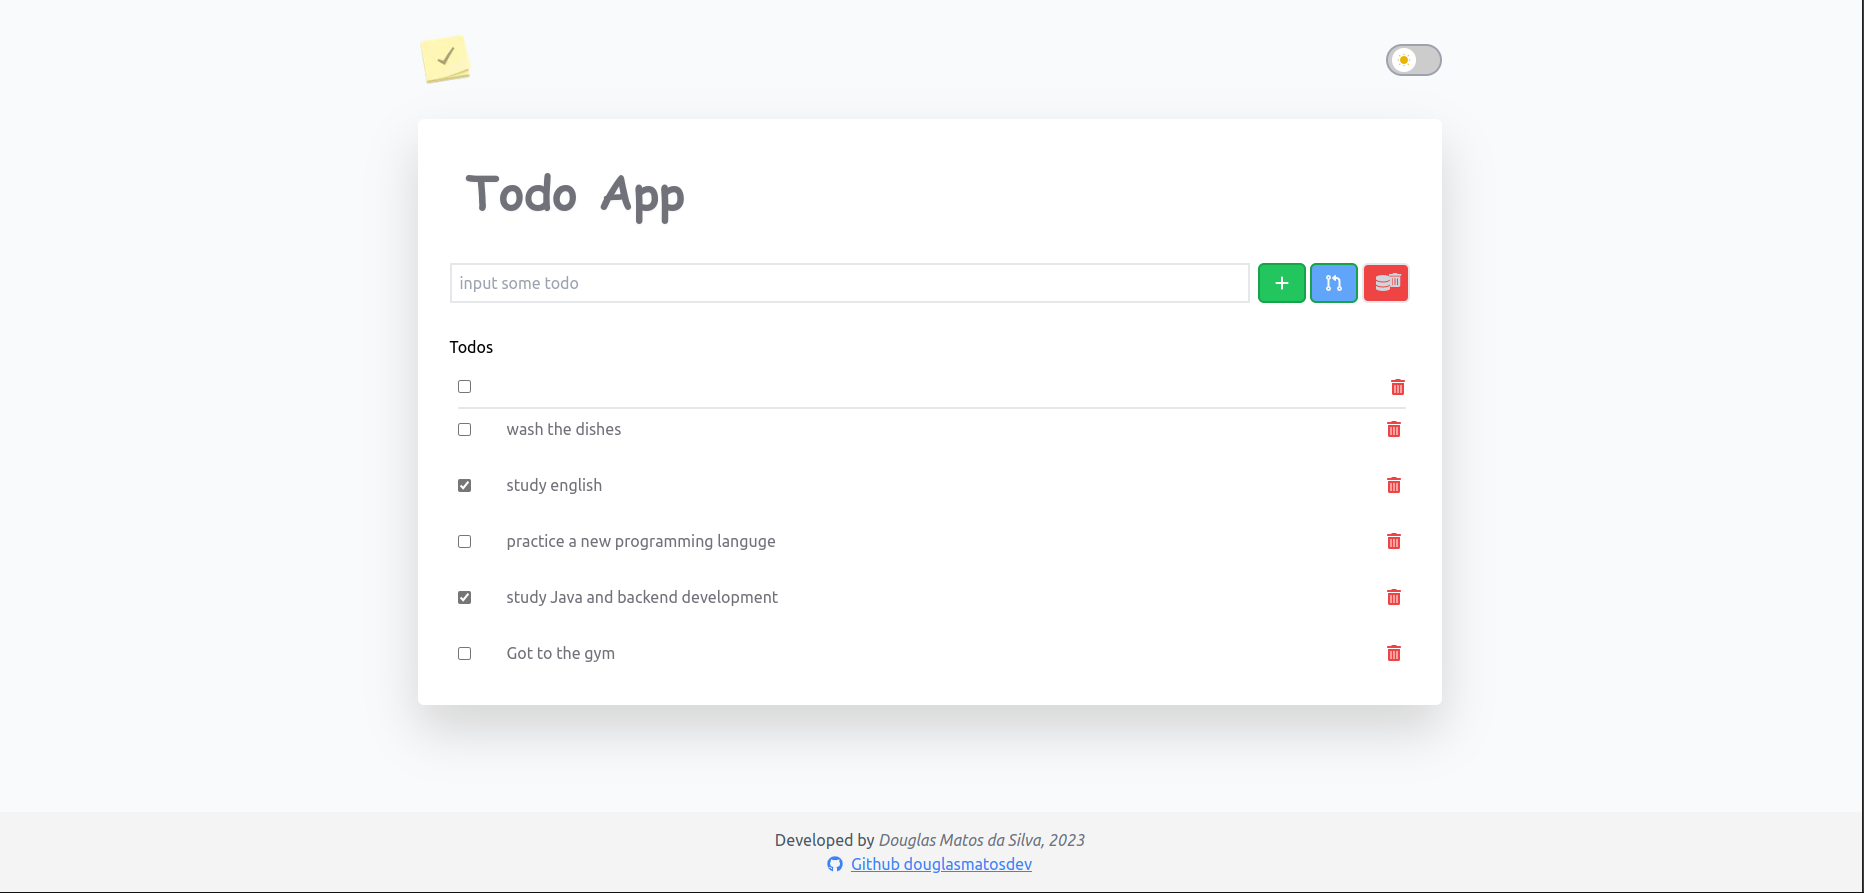 Todo App
input some todo
Todos
wash the dishes
study english
practice a new programming languge
study Java and backend development
Got to the gym
Developed by Douglas Matos da Silva, 2023
Github douglasmatosdev